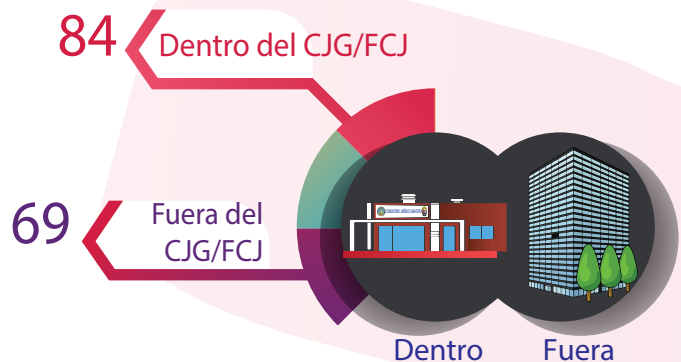 84 Dentro del CJG/FCJ
69 Fuera del
CJG/FCJ
Dentro Fuera